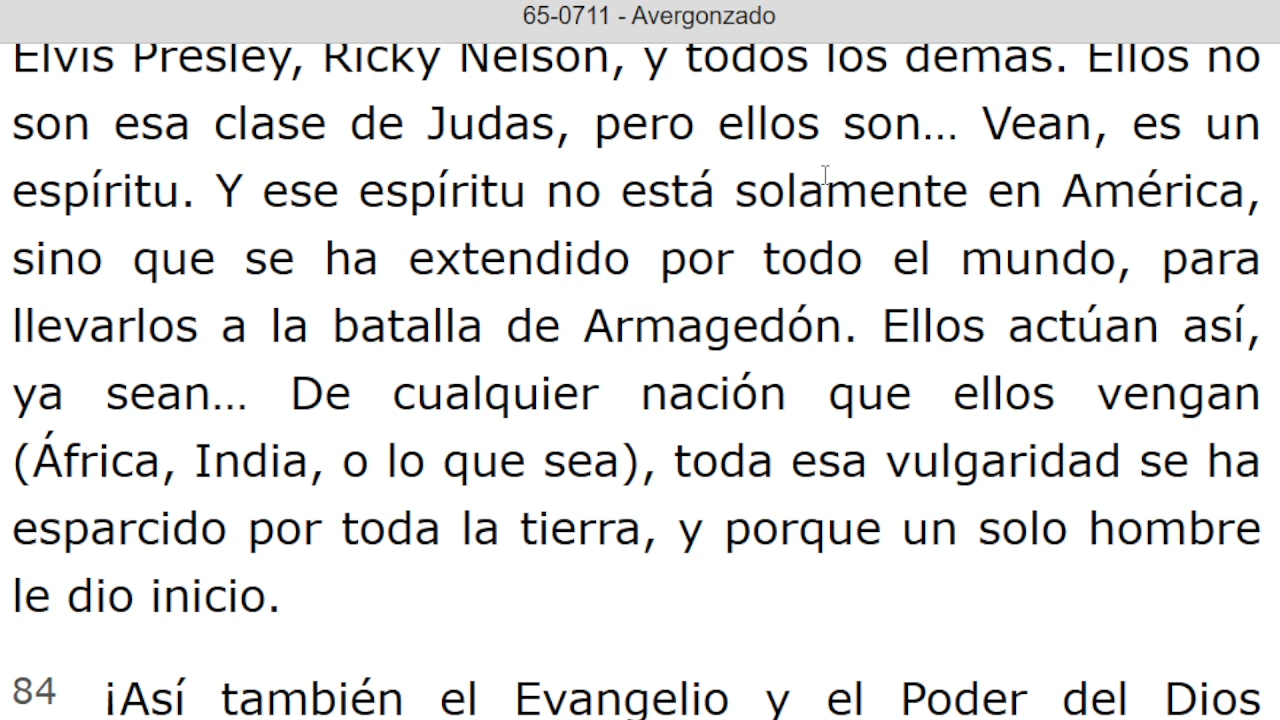 65-0711 - Avergonzado
Elvis Presley, Ricky Nelson, y todos los demás. Ellos no
son esa clase de Judas, pero ellos son… Vean, es un
espíritu. Y ese espíritu no está solamente en América,
sino que se ha extendido por todo el mundo, para
llevarlos a la batalla de Armagedón. Ellos actúan así,
ya sean… De cualquier nación que ellos vengan
(África, India, o lo que sea), toda esa vulgaridad se ha
esparcido por toda la tierra, y porque un solo hombre
le dio inicio.
84 ¡Así también el Evangelio y el Poder del Dios